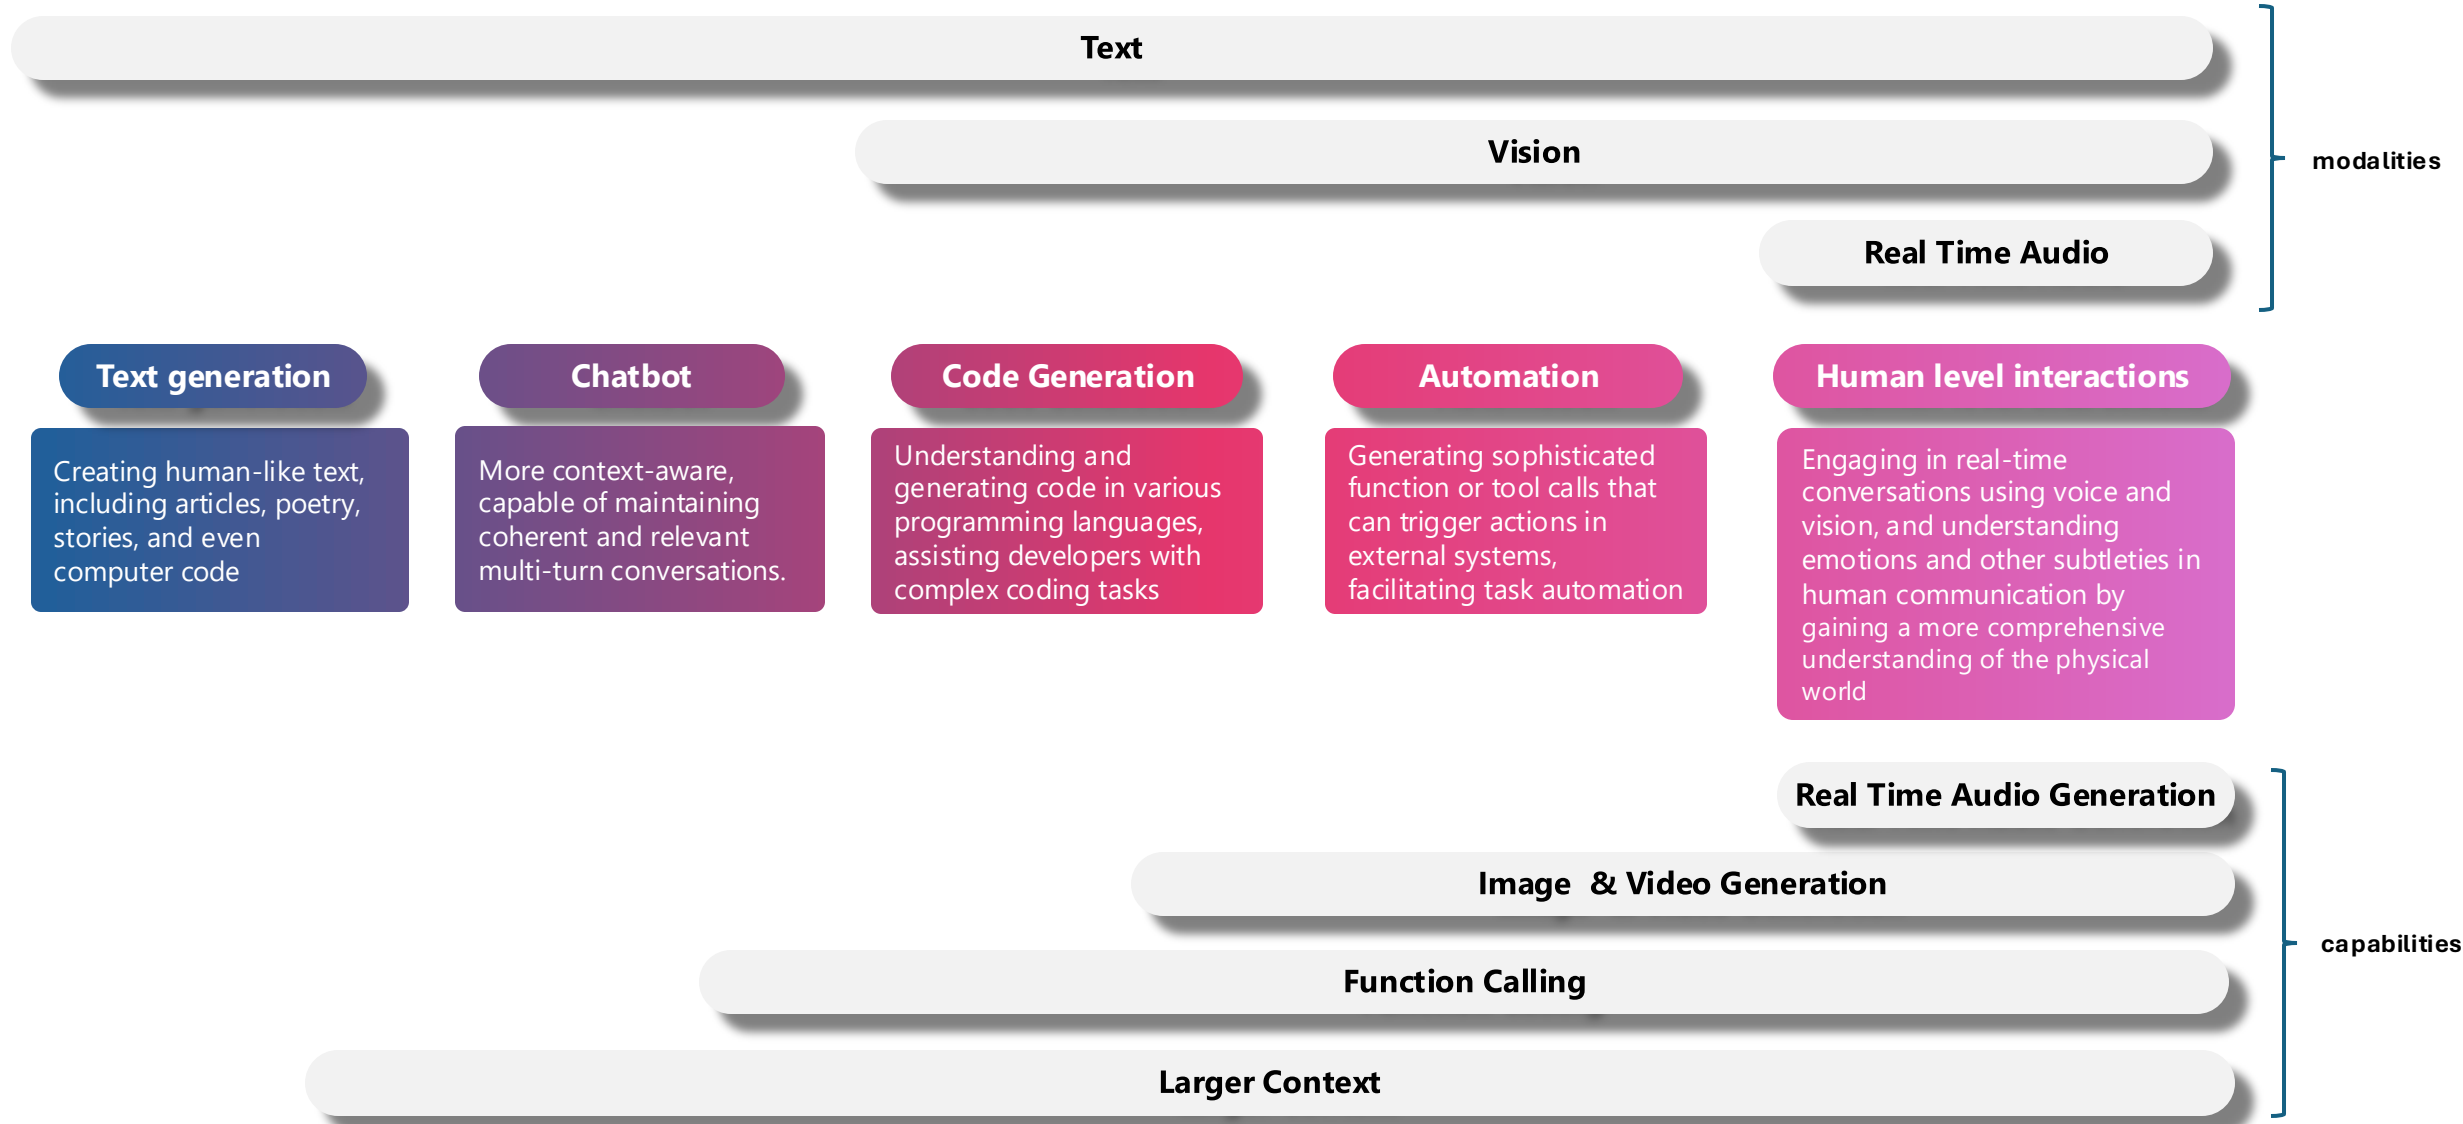 Text
Vision
modalities
Real Time Audio
Text generation
Creating human-like text,
including articles, poetry,
stories, and even
computer code
Chatbot
More context-aware,
capable of maintaining
coherent and relevant
multi-turn conversations.
Code Generation
Understanding and
generating code in various
programming languages,
assisting developers with
complex coding tasks
Automation
Generating sophisticated
function or tool calls that
can trigger actions in
external systems,
facilitating task automation
Human level interactions
Engaging in real-time
conversations using voice and
vision, and understanding
emotions and other subtleties in
human communication by
gaining a more comprehensive
understanding of the physical
world
Real Time Audio Generation
Image & Video Generation
capabilities
Function Calling
Larger Context